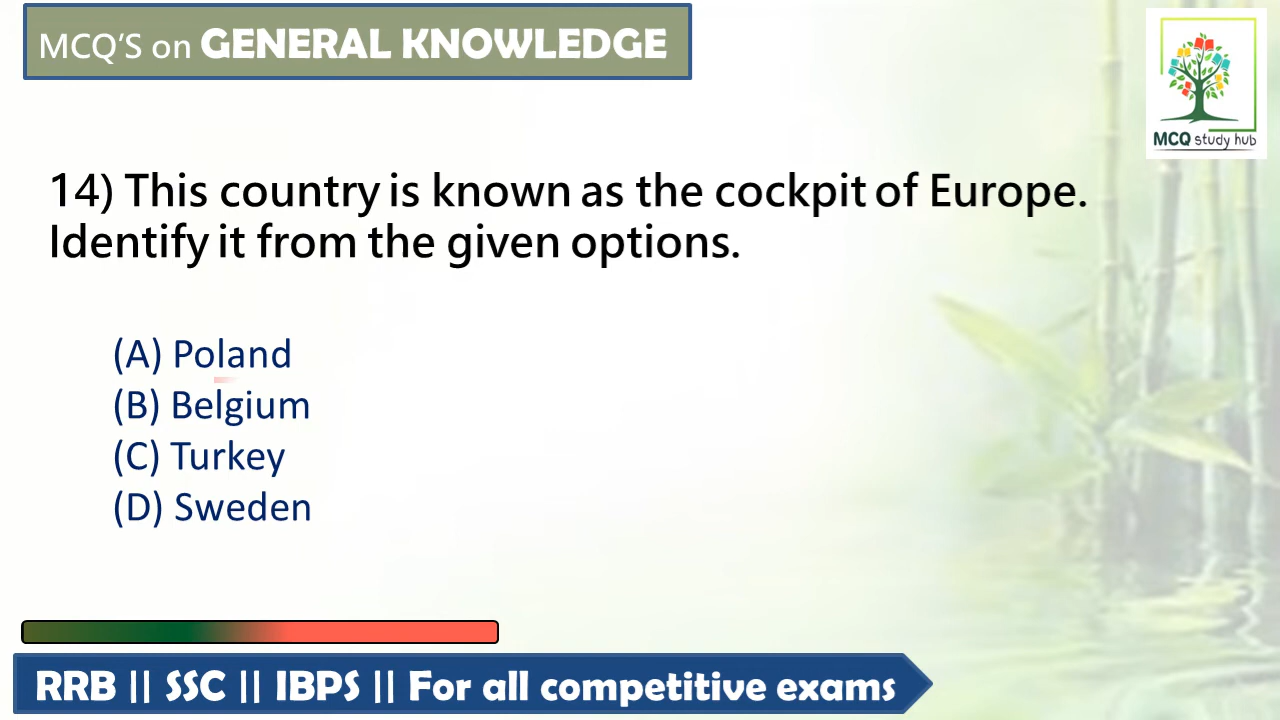 MCQ'S on GENERAL KNOWLEDGE
MCQ study hub
14) This country is known as the cockpit of Europe.
Identify it from the given options.
(A) Poland
(B) Belgium
(C) Turkey
(D) Sweden
RRB || SSC || IBPS || For all competitive exams